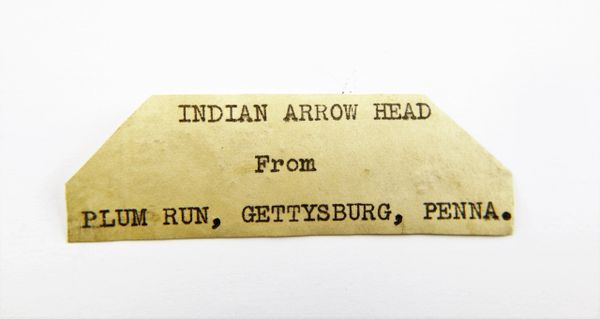 INDIAN ARROW HEAD
From
PLUM RUN, GETTYSBURG, PENNA.